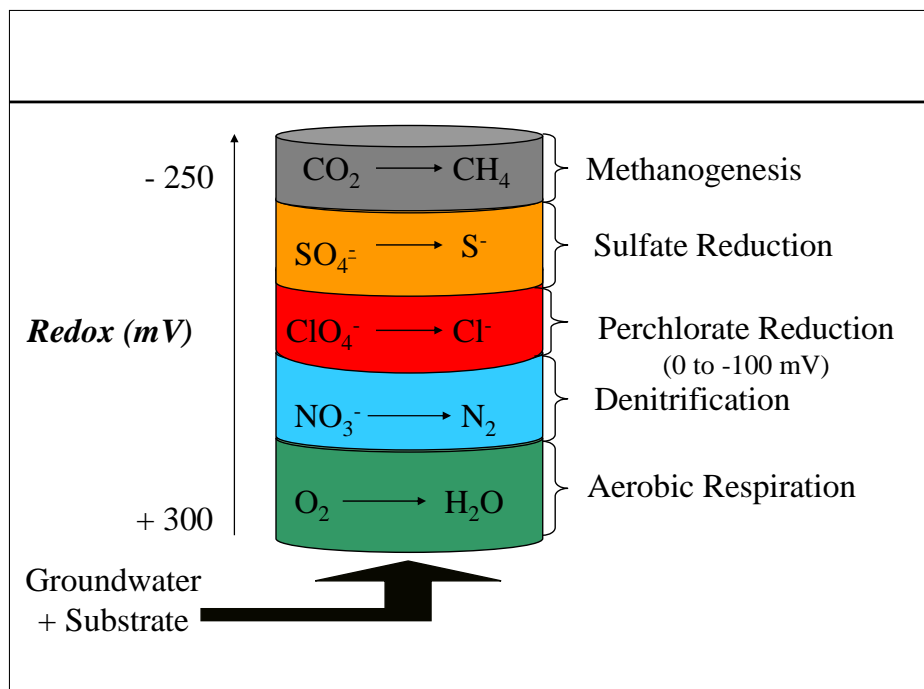 - 250
CO₂ → CH₄
Methanogenesis
SO₄⁼ → S⁻
Sulfate Reduction
Redox (mV)
ClO₄⁻ → Cl⁻
Perchlorate Reduction
(0 to -100 mV)
NO₃⁻ → N₂
Denitrification
O₂ → H₂O
Aerobic Respiration
+ 300
Groundwater
+ Substrate